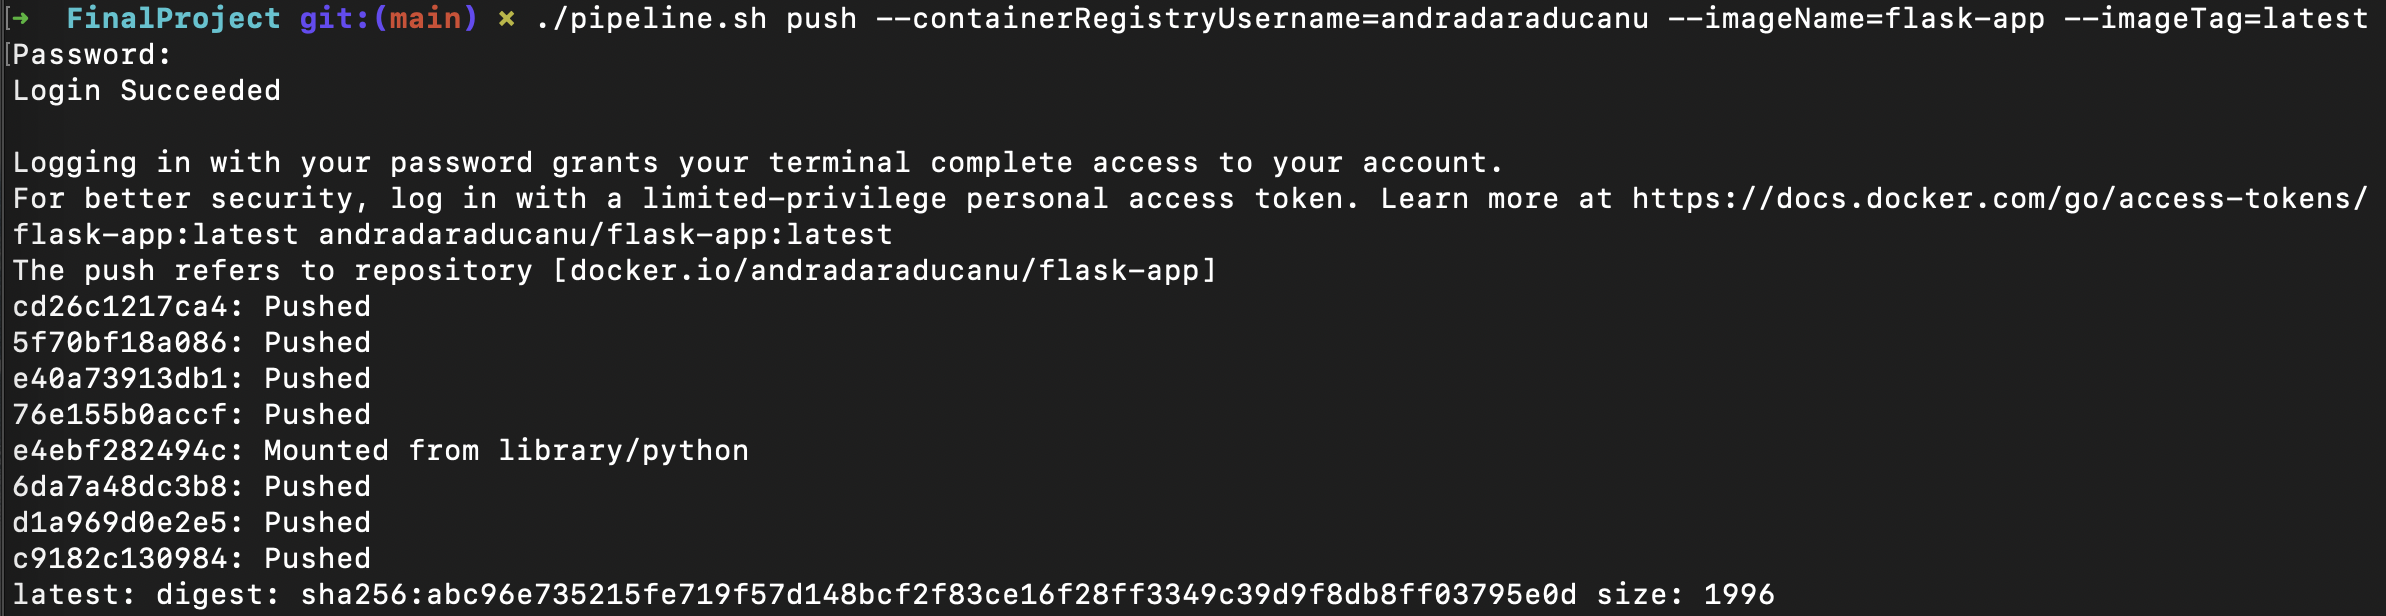 ➜ FinalProject git:(main) ✗ ./pipeline.sh push --containerRegistryUsername=andradaraducanu --imageName=flask-app --imageTag=latest
Password:
Login Succeeded
Logging in with your password grants your terminal complete access to your account.
For better security, log in with a limited-privilege personal access token. Learn more at https://docs.docker.com/go/access-tokens/
flask-app:latest andradaraducanu/flask-app:latest
The push refers to repository [docker.io/andradaraducanu/flask-app]
cd26c1217ca4: Pushed
5f70bf18a086: Pushed
e40a73913db1: Pushed
76e155b0accf: Pushed
e4ebf282494c: Mounted from library/python
6da7a48dc3b8: Pushed
d1a969d0e2e5: Pushed
c9182c130984: Pushed
latest: digest: sha256:abc96e735215fe719f57d148bcf2f83ce16f28ff3349c39d9f8db8ff03795e0d size: 1996